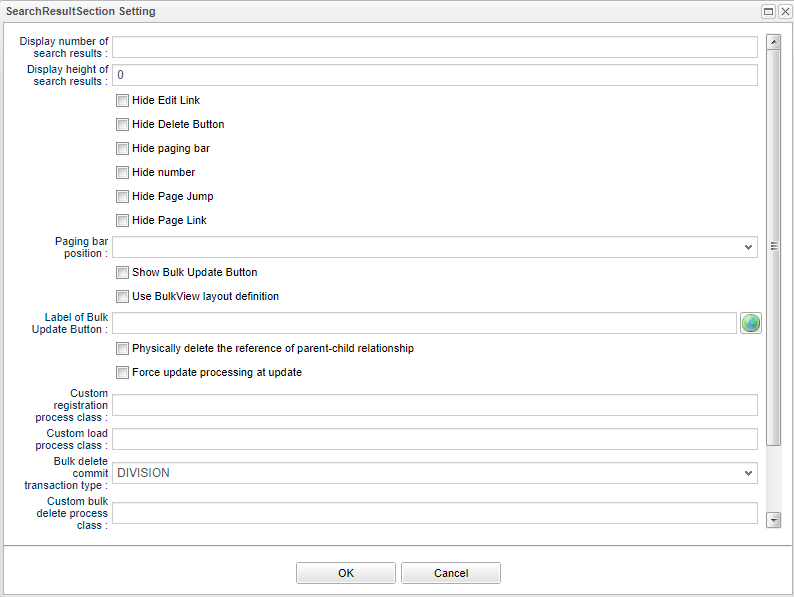 SearchResultSection Setting
Display number of
search results :
Display height of
search results :
0
Hide Edit Link
Hide Delete Button
Hide paging bar
Hide number
Hide Page Jump
Hide Page Link
Paging bar
position :
Show Bulk Update Button
Use BulkView layout definition
Label of Bulk
Update Button :
Physically delete the reference of parent-child relationship
Force update processing at update
Custom
registration
process class :
Custom load
process class :
Bulk delete
commit
transaction type :
DIVISION
Custom bulk
delete process
class :
OK
Cancel